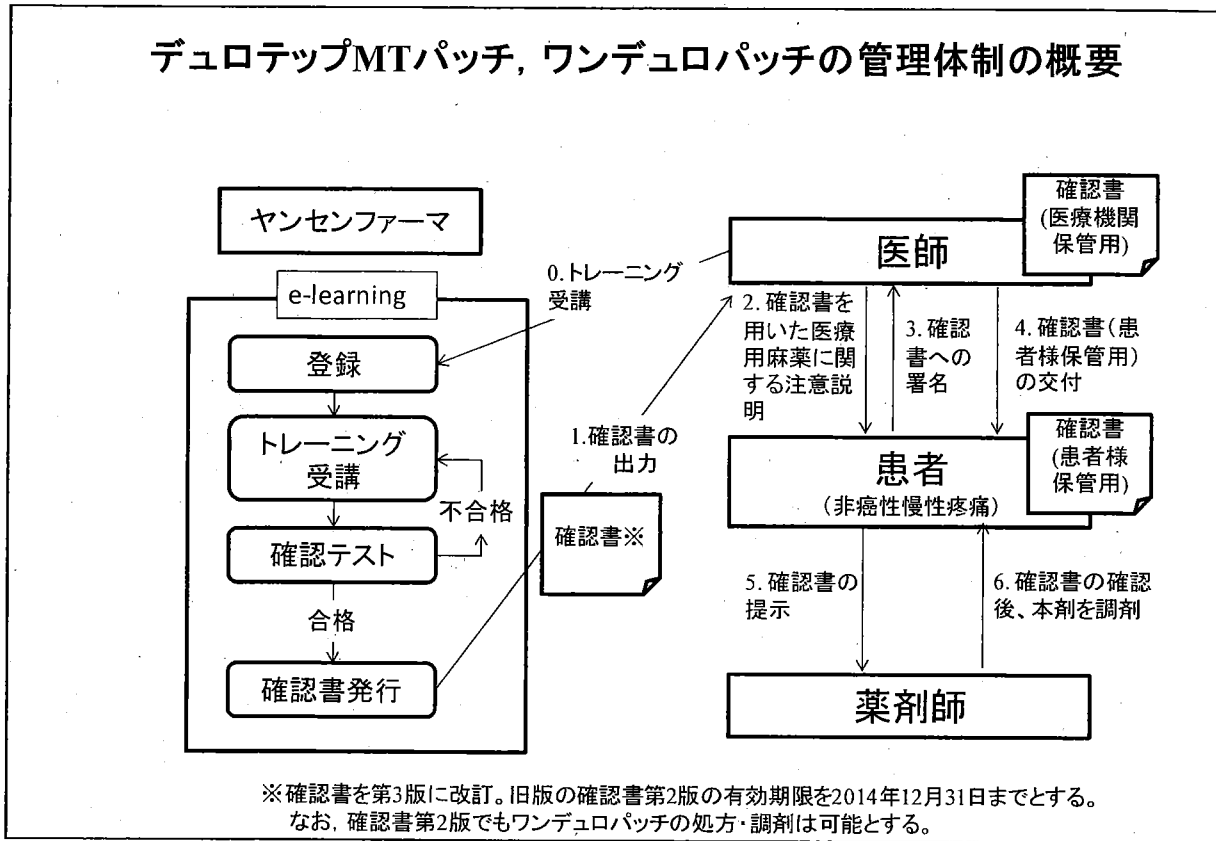 デュロテップMTパッチ，ワンデュロパッチの管理体制の概要
ヤンセンファーマ
e-learning
登録
トレーニング
受講
不合格
確認テスト
合格
確認書発行
0.トレーニング
受講
1.確認書の
出力
確認書※
医師
確認書
(医療機関
保管用)
2. 確認書を
用いた医療
用麻薬に関
する注意説
明
3. 確認
書への
署名
4. 確認書(患
者様保管用)
の交付
患者
(非癌性慢性疼痛)
確認書
(患者様
保管用)
5. 確認書の
提示
6. 確認書の確認
後、本剤を調剤
薬剤師
※確認書を第3版に改訂。旧版の確認書第2版の有効期限を2014年12月31日までとする。
なお，確認書第2版でもワンデュロパッチの処方・調剤は可能とする。